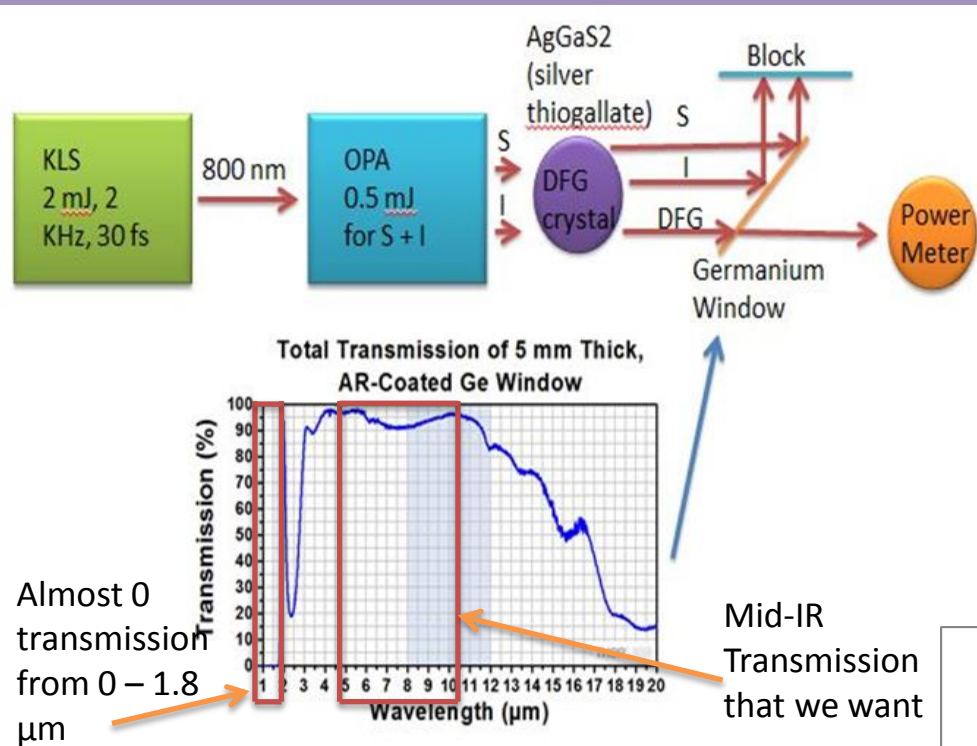 AgGaS2
(silver
thiogallate)
Block
KLS
2 mJ, 2
KHz, 30 fs
800 nm
OPA
0.5 mJ
for S + I
S
I
DFG
crystal
S
I
DFG
Power
Meter
Germanium
Window
Total Transmission of 5 mm Thick,
AR-Coated Ge Window
Transmission (%)
100
90
80
70
60
50
40
30
20
10
0
1 2 3 4 5 6 7 8 9 10 11 12 13 14 15 16 17 18 19 20
Wavelength (μm)
Almost 0
transmission
from 0 – 1.8
μm
Mid-IR
Transmission
that we want